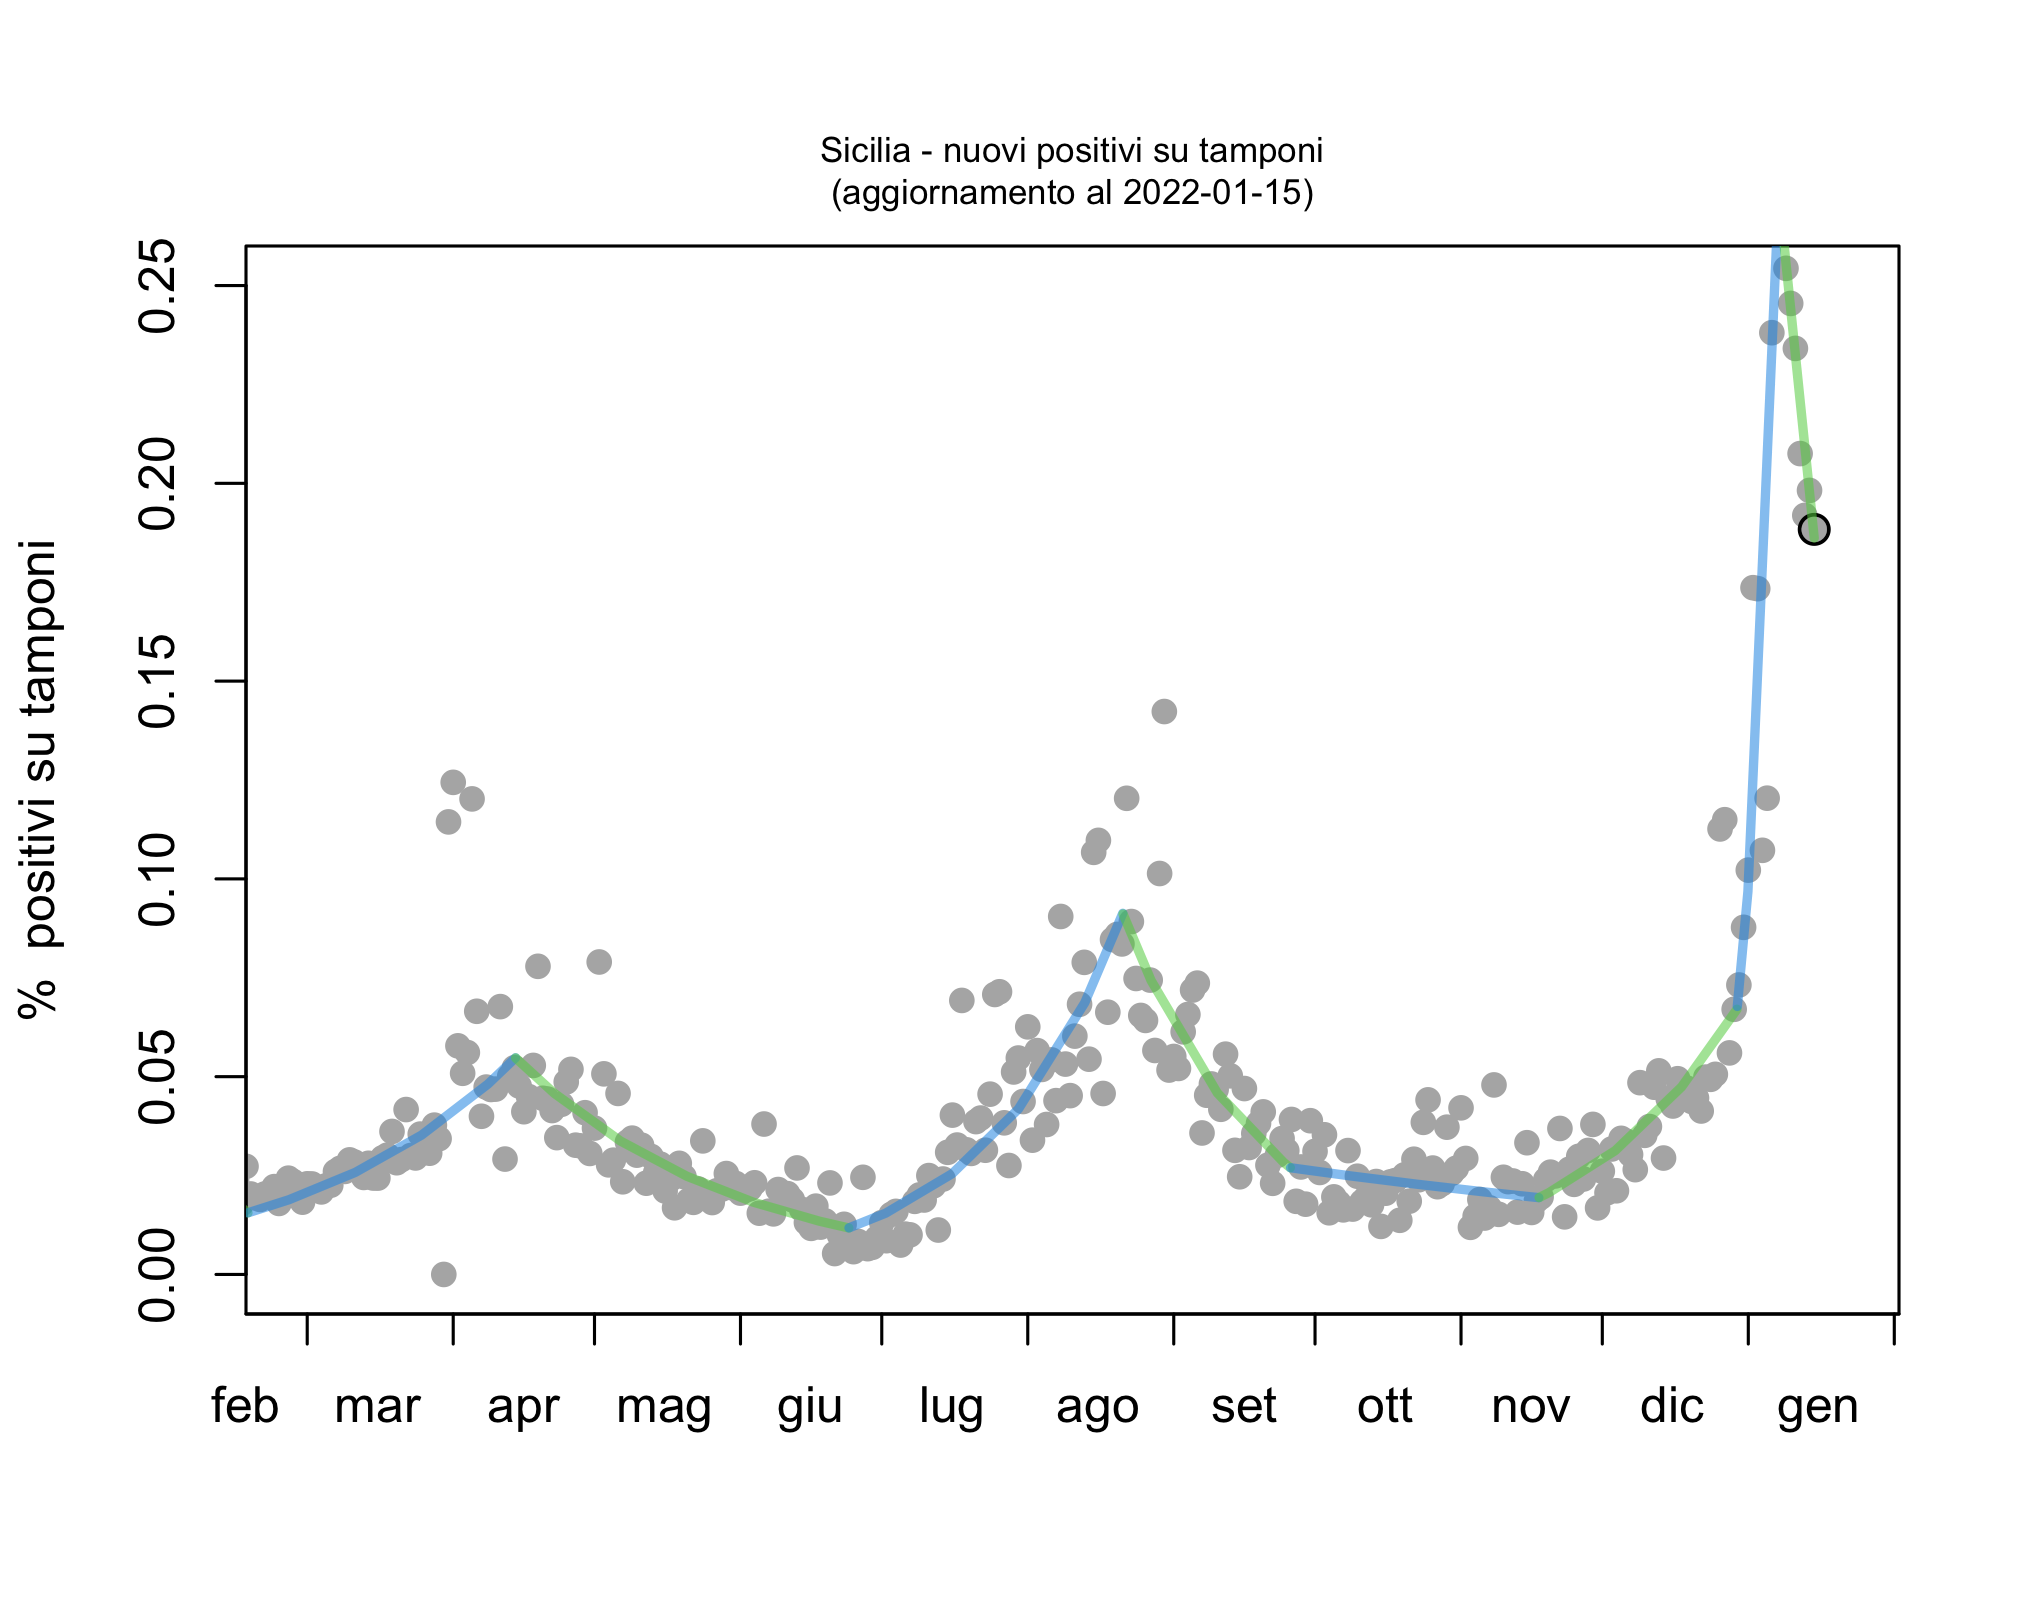 Sicilia - nuovi positivi su tamponi
(aggiornamento al 2022-01-15)
% positivi su tamponi
0.25
0.20
0.15
0.10
0.05
0.00
feb mar apr mag giu lug ago set ott nov dic gen